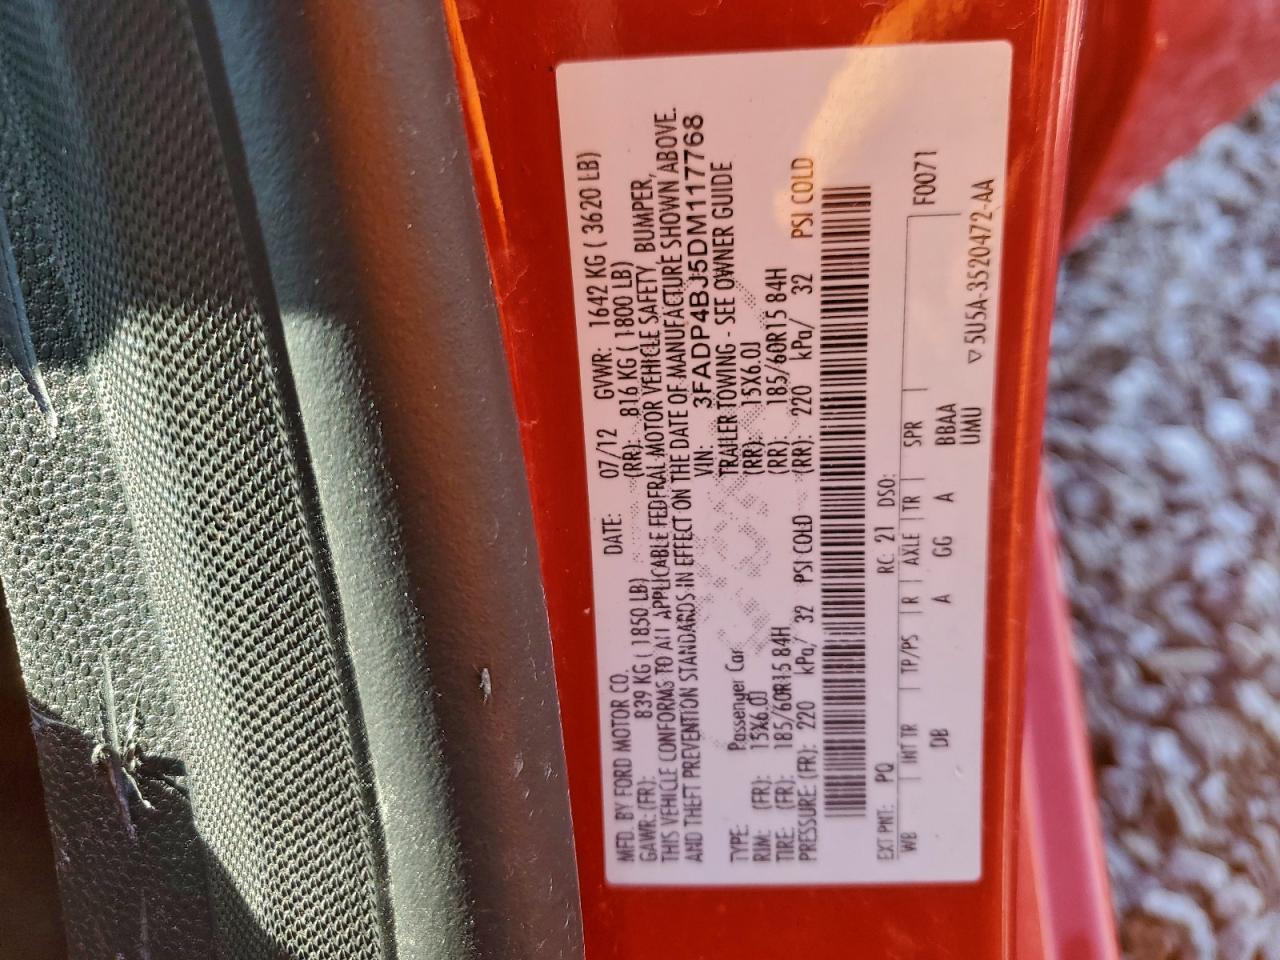 MFD. BY FORD MOTOR CO. DATE: 07/12 GVWR: 1642 KG ( 3620 LB)
GAWR:(FR): 839 KG ( 1850 LB) (RR): 816 KG ( 1800 LB)
THIS VEHICLE CONFORMS TO ALL APPLICABLE FEDERAL MOTOR VEHICLE SAFETY, BUMPER,
AND THEFT PREVENTION STANDARDS IN EFFECT ON THE DATE OF MANUFACTURE SHOWN ABOVE.
VIN: 3FADP4BJ5DM117768
TYPE: Passenger Car TRAILER TOWING - SEE OWNER GUIDE
RIM: (FR): 15X6.0J (RR): 15X6.0J
TIRE: (FR): 185/60R15 84H (RR): 185/60R15 84H
PRESSURE:(FR): 220 kPa/ 32 PSI COLD (RR): 220 kPa/ 32 PSI COLD
EXT PNT: PQ RC: 21 DSO:
WB INT TR TP/PS R AXLE TR SPR F0071
DB A GG A BBAA
UMU ▽5U5A-3520472-AA